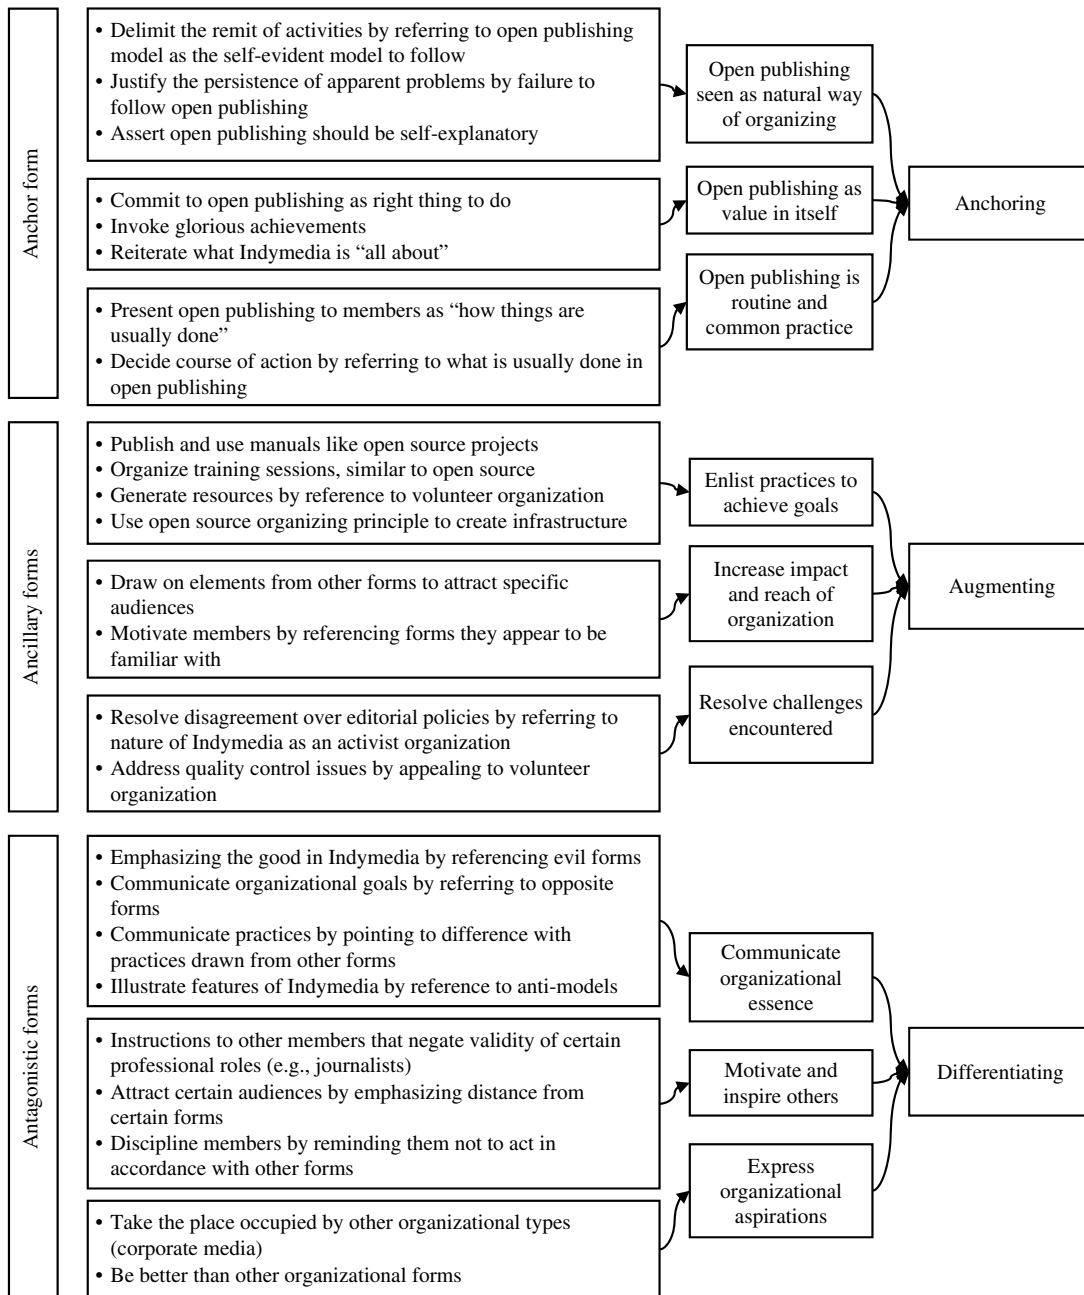 Anchor form
• Delimit the remit of activities by referring to open publishing
model as the self-evident model to follow
• Justify the persistence of apparent problems by failure to
follow open publishing
• Assert open publishing should be self-explanatory
Open publishing
seen as natural way
of organizing
• Commit to open publishing as right thing to do
• Invoke glorious achievements
• Reiterate what Indymedia is “all about”
Open publishing as
value in itself
• Present open publishing to members as “how things are
usually done”
• Decide course of action by referring to what is usually done in
open publishing
Open publishing is
routine and
common practice
Anchoring
Ancillary forms
• Publish and use manuals like open source projects
• Organize training sessions, similar to open source
• Generate resources by reference to volunteer organization
• Use open source organizing principle to create infrastructure
Enlist practices to
achieve goals
• Draw on elements from other forms to attract specific
audiences
• Motivate members by referencing forms they appear to be
familiar with
Increase impact
and reach of
organization
• Resolve disagreement over editorial policies by referring to
nature of Indymedia as an activist organization
• Address quality control issues by appealing to volunteer
organization
Resolve challenges
encountered
Augmenting
Antagonistic forms
• Emphasizing the good in Indymedia by referencing evil forms
• Communicate organizational goals by referring to opposite
forms
• Communicate practices by pointing to difference with
practices drawn from other forms
• Illustrate features of Indymedia by reference to anti-models
Communicate
organizational
essence
• Instructions to other members that negate validity of certain
professional roles (e.g., journalists)
• Attract certain audiences by emphasizing distance from
certain forms
• Discipline members by reminding them not to act in
accordance with other forms
Motivate and
inspire others
• Take the place occupied by other organizational types
(corporate media)
• Be better than other organizational forms
Express
organizational
aspirations
Differentiating